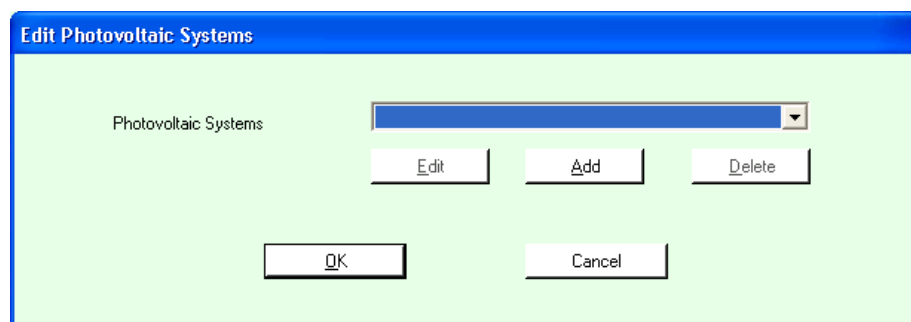 Edit Photovoltaic Systems
Photovoltaic Systems
Edit Add Delete
OK Cancel